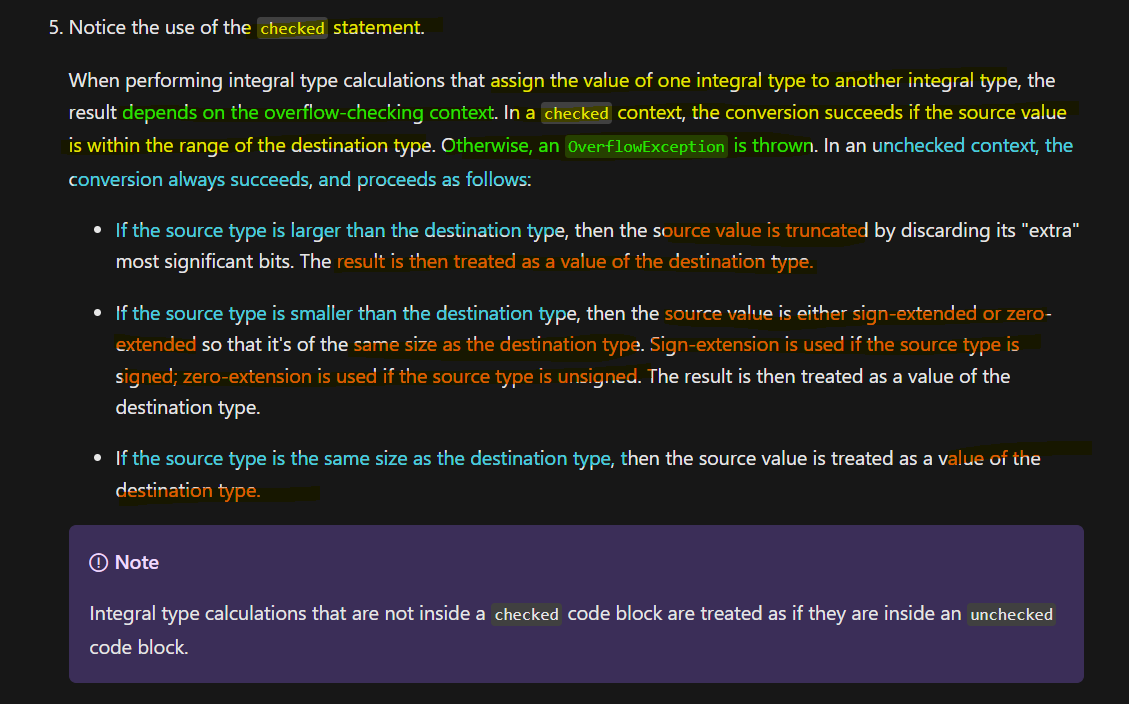 5. Notice the use of the checked statement.
When performing integral type calculations that assign the value of one integral type to another integral type, the
result depends on the overflow-checking context. In a checked context, the conversion succeeds if the source value
is within the range of the destination type. Otherwise, an OverflowException is thrown. In an unchecked context, the
conversion always succeeds, and proceeds as follows:
• If the source type is larger than the destination type, then the source value is truncated by discarding its "extra"
most significant bits. The result is then treated as a value of the destination type.
• If the source type is smaller than the destination type, then the source value is either sign-extended or zero-
extended so that it's of the same size as the destination type. Sign-extension is used if the source type is
signed; zero-extension is used if the source type is unsigned. The result is then treated as a value of the
destination type.
• If the source type is the same size as the destination type, then the source value is treated as a value of the
destination type.
Note
Integral type calculations that are not inside a checked code block are treated as if they are inside an unchecked
code block.